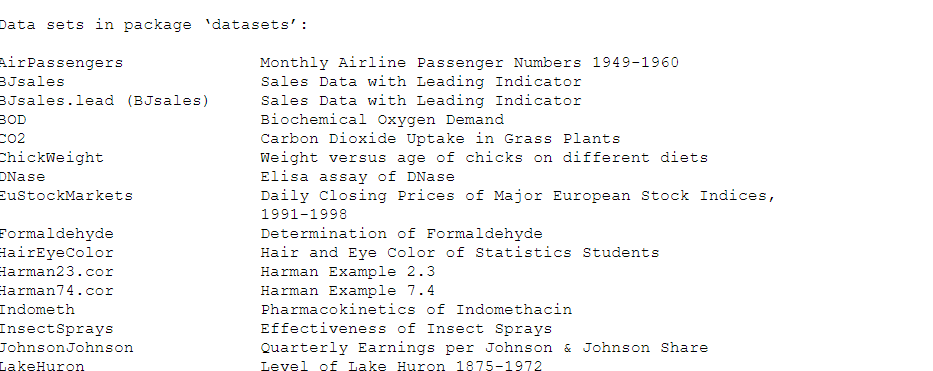 Data sets in package ‘datasets’:
AirPassengers Monthly Airline Passenger Numbers 1949-1960
BJsales Sales Data with Leading Indicator
BJsales.lead (BJsales) Sales Data with Leading Indicator
BOD Biochemical Oxygen Demand
CO2 Carbon Dioxide Uptake in Grass Plants
ChickWeight Weight versus age of chicks on different diets
DNase Elisa assay of DNase
EuStockMarkets Daily Closing Prices of Major European Stock Indices,
1991-1998
Formaldehyde Determination of Formaldehyde
HairEyeColor Hair and Eye Color of Statistics Students
Harman23.cor Harman Example 2.3
Harman74.cor Harman Example 7.4
Indometh Pharmacokinetics of Indomethacin
InsectSprays Effectiveness of Insect Sprays
JohnsonJohnson Quarterly Earnings per Johnson & Johnson Share
LakeHuron Level of Lake Huron 1875-1972